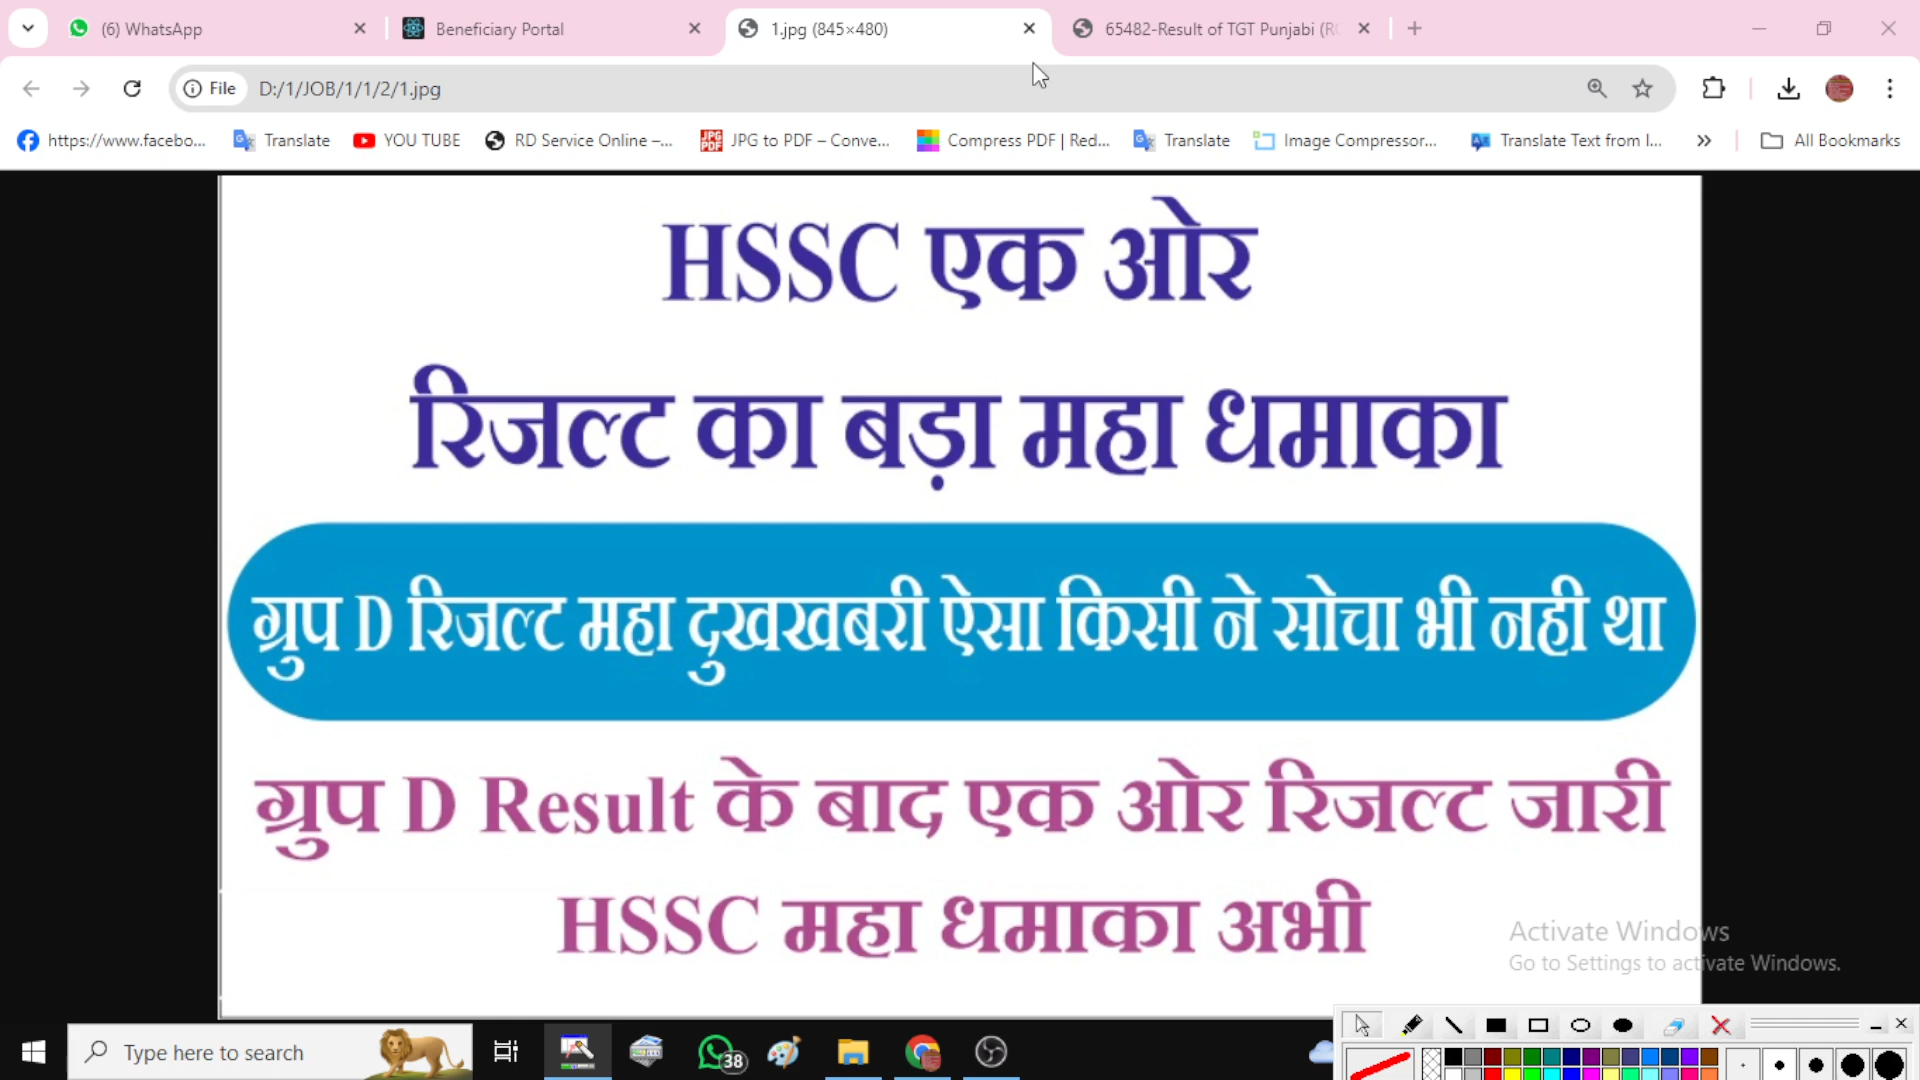 (6) WhatsApp
Beneficiary Portal
1.jpg (845×480)
65482-Result of TGT Punjabi (RO
File D:/1/JOB/1/1/2/1.jpg
https://www.facebo...
Translate
YOU TUBE
RD Service Online –...
JPG to PDF – Conve...
Compress PDF | Red...
Translate
Image Compressor...
Translate Text from I...
All Bookmarks
HSSC एक ओर
रिजल्ट का बड़ा महा धमाका
ग्रुप D रिजल्ट महा दुखखबरी ऐसा किसी ने सोचा भी नही था
ग्रुप D Result के बाद एक ओर रिजल्ट जारी
HSSC महा धमाका अभी
Activate Windows
Go to Settings to activate Windows.
Type here to search
38